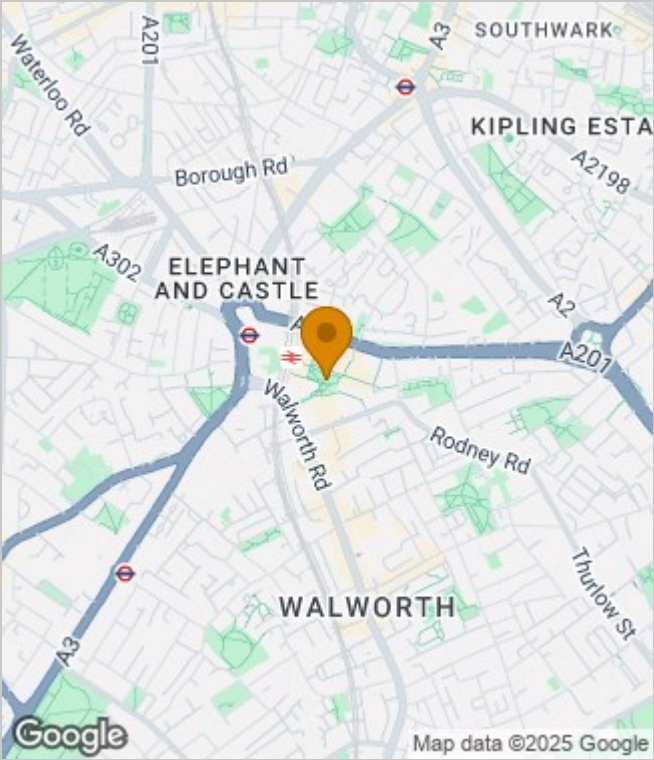 A201
A3
SOUTHWARK
Waterloo Rd
KIPLING ESTA
Borough Rd
A2198
A302
ELEPHANT
AND CASTLE
A2
A201
Walworth Rd
Rodney Rd
Thurlow St
WALWORTH
A3
Google
Map data ©2025 Google